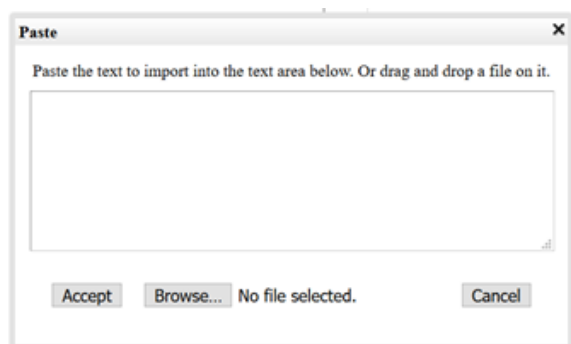 Paste ×
Paste the text to import into the text area below. Or drag and drop a file on it.
Accept Browse... No file selected. Cancel